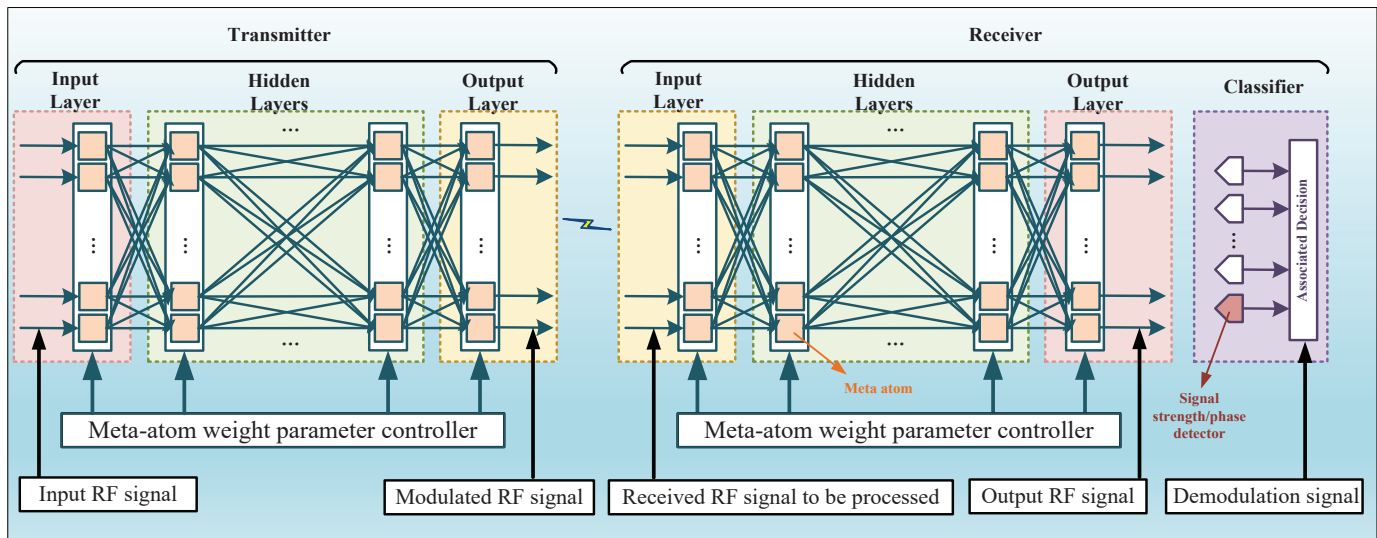 Transmitter
Receiver
Input
Layer
Hidden
Layers
Output
Layer
Input
Layer
Hidden
Layers
Output
Layer
Classifier
...
...
...
...
...
...
...
...
...
...
...
...
...
Associated Decision
Meta atom
Signal
strength/phase
detector
Meta-atom weight parameter controller
Meta-atom weight parameter controller
Input RF signal
Modulated RF signal
Received RF signal to be processed
Output RF signal
Demodulation signal